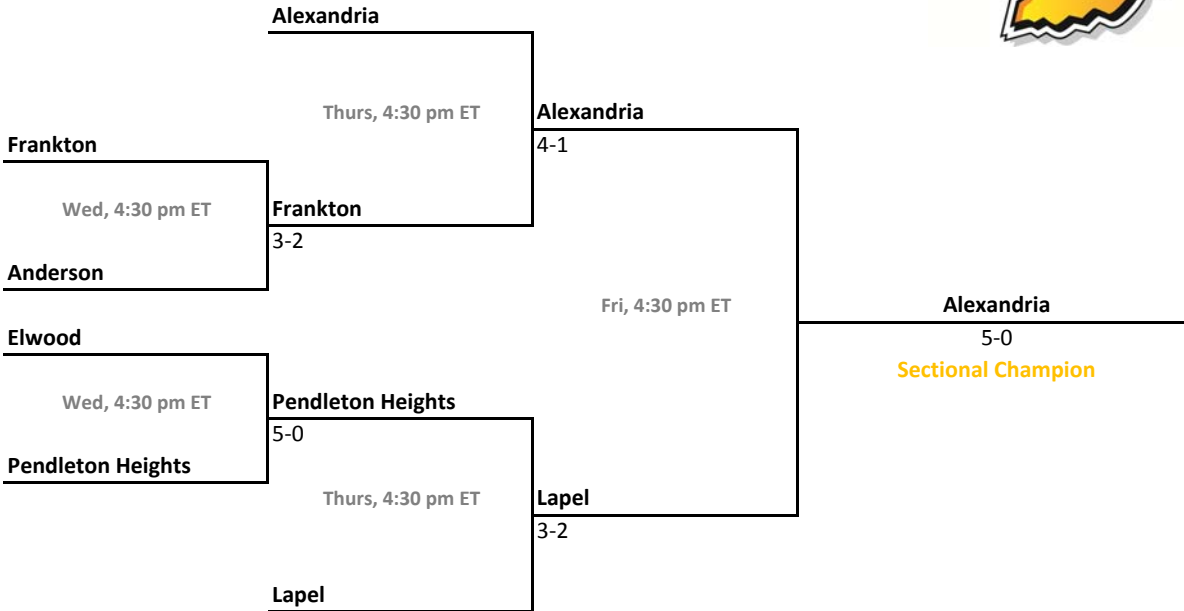 Alexandria
Thurs, 4:30 pm ET
Alexandria
4-1
Frankton
Wed, 4:30 pm ET
Frankton
3-2
Anderson
Fri, 4:30 pm ET
Alexandria
5-0
Sectional Champion
Elwood
Wed, 4:30 pm ET
Pendleton Heights
5-0
Pendleton Heights
Thurs, 4:30 pm ET
Lapel
3-2
Lapel